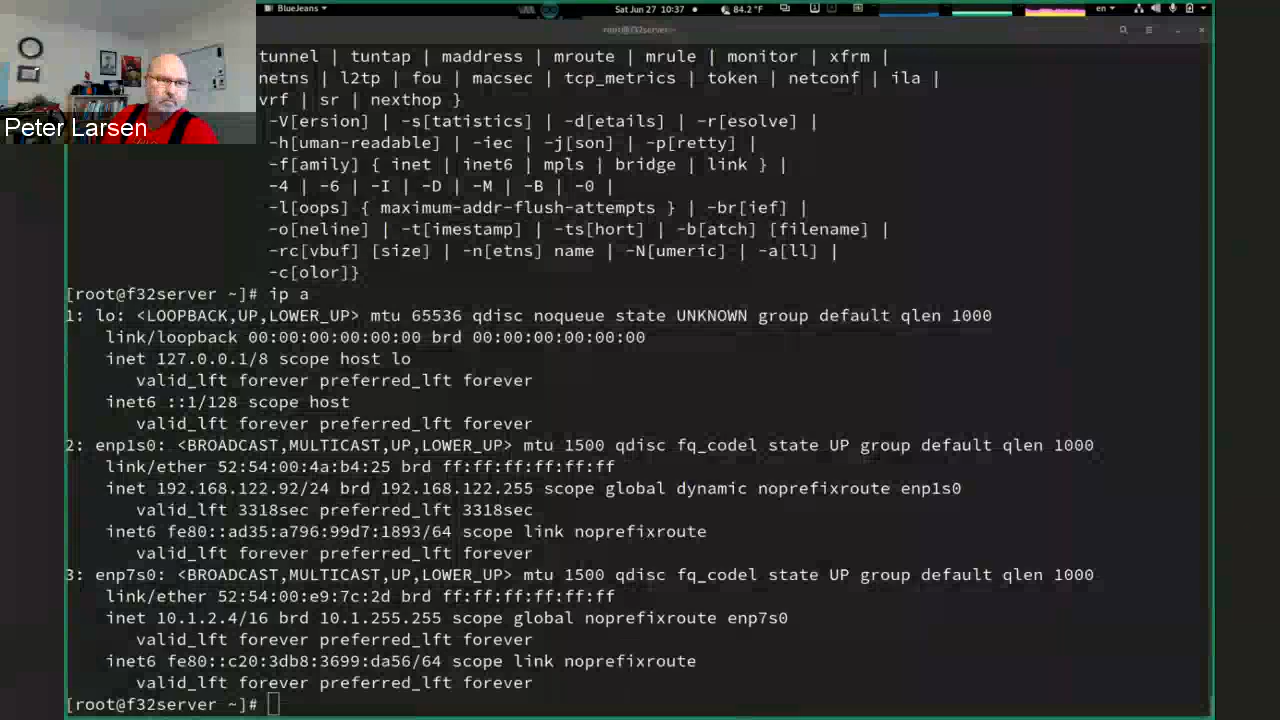 BlueJeans
Sat Jun 27 10:37
84.2 °F
en
root@f32server:~
Peter Larsen
tunnel | tuntap | maddress | mroute | mrule | monitor | xfrm |
netns | l2tp | fou | macsec | tcp_metrics | token | netconf | ila |
vrf | sr | nexthop }
-V[ersion] | -s[tatistics] | -d[etails] | -r[esolve] |
-h[uman-readable] | -iec | -j[son] | -p[retty] |
-f[amily] { inet | inet6 | mpls | bridge | link } |
-4 | -6 | -I | -D | -M | -B | -0 |
-l[oops] { maximum-addr-flush-attempts } | -br[ief] |
-o[neline] | -t[imestamp] | -ts[hort] | -b[atch] [filename] |
-rc[vbuf] [size] | -n[etns] name | -N[umeric] | -a[ll] |
-c[olor]}
[root@f32server ~]# ip a
1: lo: <LOOPBACK,UP,LOWER_UP> mtu 65536 qdisc noqueue state UNKNOWN group default qlen 1000
link/loopback 00:00:00:00:00:00 brd 00:00:00:00:00:00
inet 127.0.0.1/8 scope host lo
valid_lft forever preferred_lft forever
inet6 ::1/128 scope host
valid_lft forever preferred_lft forever
2: enp1s0: <BROADCAST,MULTICAST,UP,LOWER_UP> mtu 1500 qdisc fq_codel state UP group default qlen 1000
link/ether 52:54:00:4a:b4:25 brd ff:ff:ff:ff:ff:ff
inet 192.168.122.92/24 brd 192.168.122.255 scope global dynamic noprefixroute enp1s0
valid_lft 3318sec preferred_lft 3318sec
inet6 fe80::ad35:a796:99d7:1893/64 scope link noprefixroute
valid_lft forever preferred_lft forever
3: enp7s0: <BROADCAST,MULTICAST,UP,LOWER_UP> mtu 1500 qdisc fq_codel state UP group default qlen 1000
link/ether 52:54:00:e9:7c:2d brd ff:ff:ff:ff:ff:ff
inet 10.1.2.4/16 brd 10.1.255.255 scope global noprefixroute enp7s0
valid_lft forever preferred_lft forever
inet6 fe80::c20:3db8:3699:da56/64 scope link noprefixroute
valid_lft forever preferred_lft forever
[root@f32server ~]#